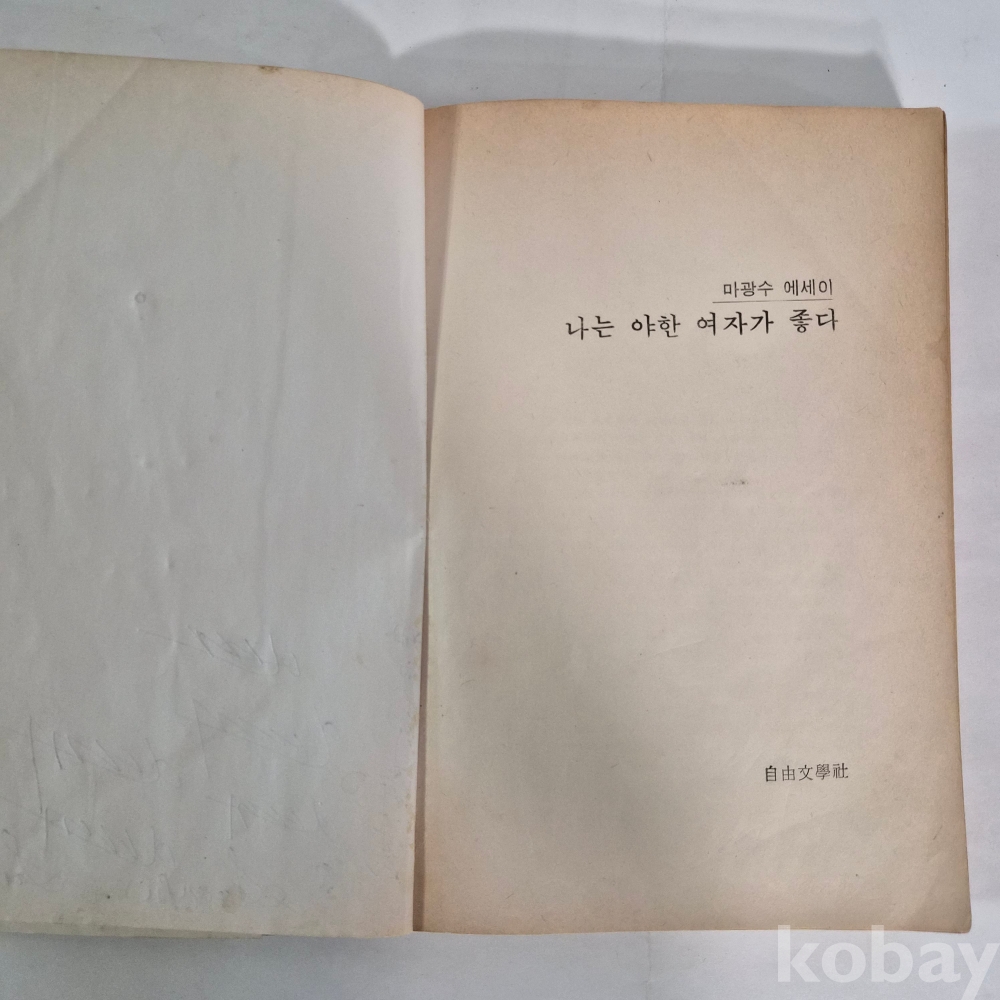 마광수 에세이
나는 야한 여자가 좋다
自由文學社
kobay